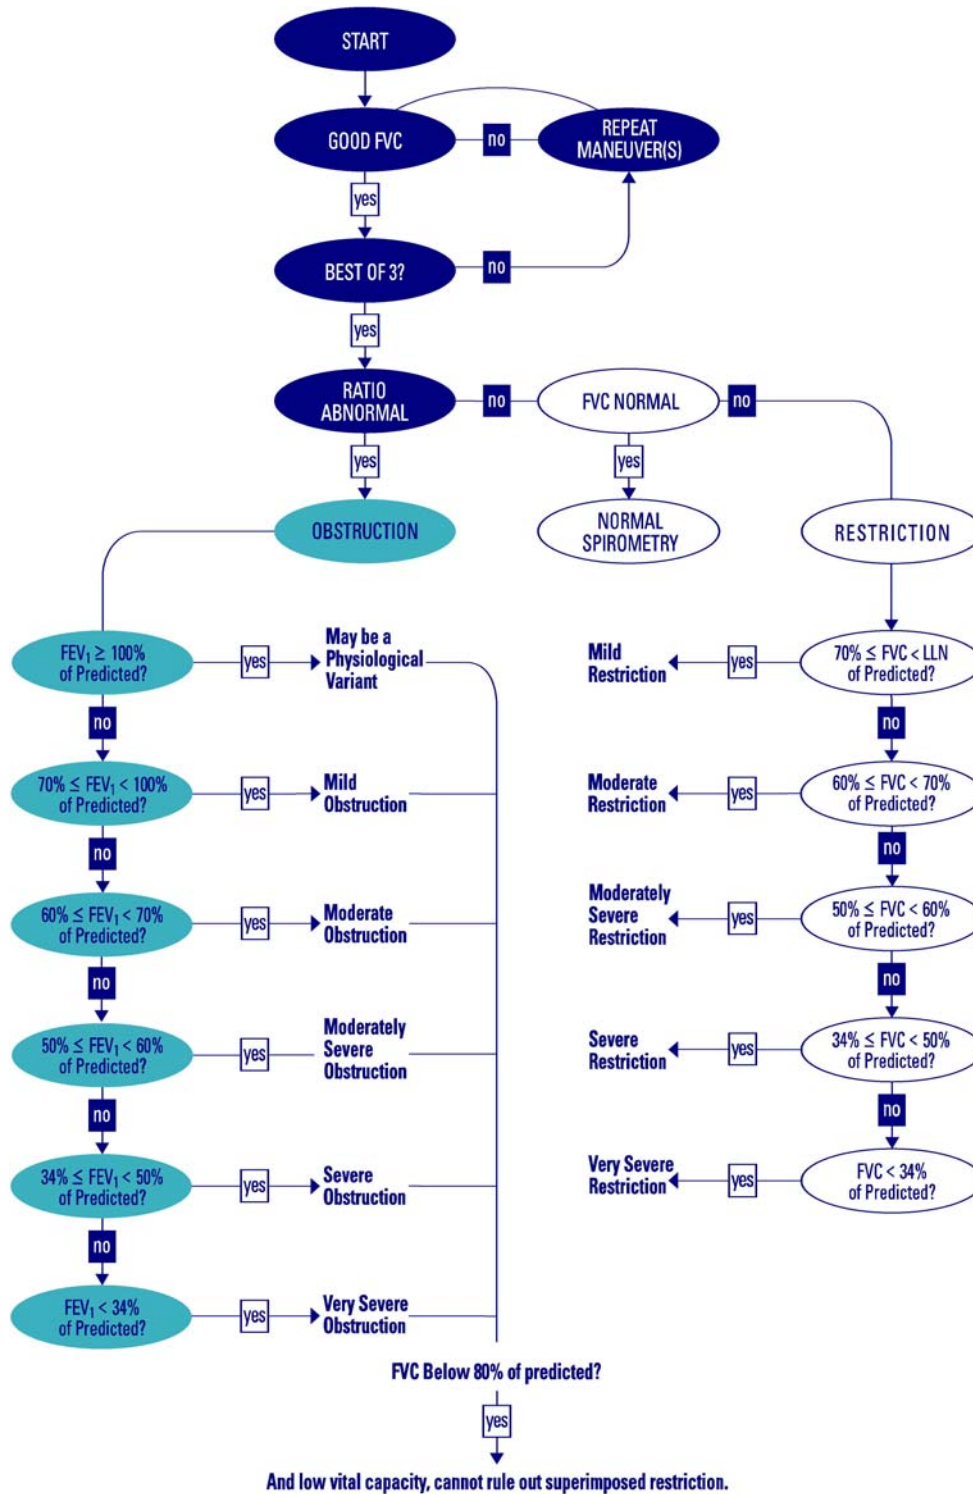 START
GOOD FVC
no
REPEAT
MANEUVER(S)
yes
BEST OF 3?
no
yes
RATIO
ABNORMAL
no
FVC NORMAL
no
yes
yes
OBSTRUCTION
NORMAL
SPIROMETRY
RESTRICTION
FEV₁ ≥ 100%
of Predicted?
yes
May be a
Physiological
Variant
Mild
Restriction
yes
70% ≤ FVC < LLN
of Predicted?
no
no
70% ≤ FEV₁ < 100%
of Predicted?
yes
Mild
Obstruction
Moderate
Restriction
yes
60% ≤ FVC < 70%
of Predicted?
no
no
60% ≤ FEV₁ < 70%
of Predicted?
yes
Moderate
Obstruction
Moderately
Severe
Restriction
yes
50% ≤ FVC < 60%
of Predicted?
no
no
50% ≤ FEV₁ < 60%
of Predicted?
yes
Moderately
Severe
Obstruction
Severe
Restriction
yes
34% ≤ FVC < 50%
of Predicted?
no
no
34% ≤ FEV₁ < 50%
of Predicted?
yes
Severe
Obstruction
Very Severe
Restriction
yes
FVC < 34%
of Predicted?
no
FEV₁ < 34%
of Predicted?
yes
Very Severe
Obstruction
FVC Below 80% of predicted?
yes
And low vital capacity, cannot rule out superimposed restriction.